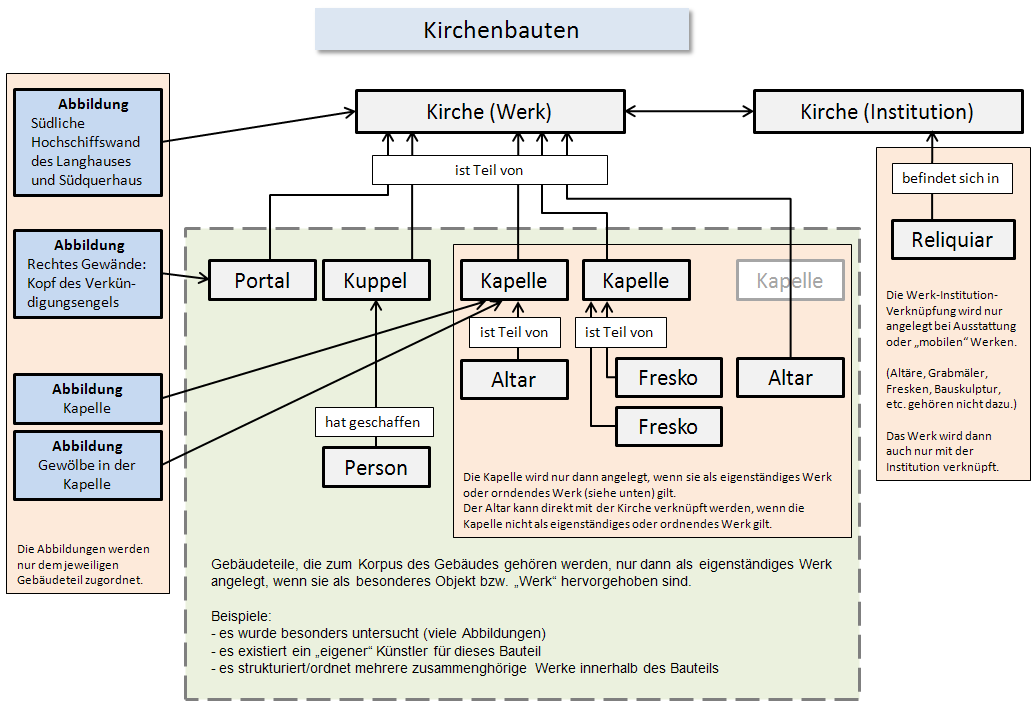 Kirchenbauten
Abbildung
Südliche
Hochschiffswand
des Langhauses
und Südquerhaus
Kirche (Werk)
Kirche (Institution)
ist Teil von
befindet sich in
Reliquiar
Abbildung
Rechtes Gewände:
Kopf des Verkün-
digungsengels
Portal
Kuppel
Kapelle
Kapelle
Kapelle
ist Teil von
ist Teil von
Altar
Fresko
Altar
Fresko
hat geschaffen
Person
Abbildung
Kapelle
Abbildung
Gewölbe in der
Kapelle
Die Abbildungen werden
nur dem jeweiligen
Gebäudeteil zugordnet.
Die Kapelle wird nur dann angelegt, wenn sie als eigenständiges Werk
oder orndendes Werk (siehe unten) gilt.
Der Altar kann direkt mit der Kirche verknüpft werden, wenn die
Kapelle nicht als eigenständiges oder ordnendes Werk gilt.
Die Werk-Institution-
Verknüpfung wird nur
angelegt bei Ausstattung
oder „mobilen“ Werken.
(Altäre, Grabmäler,
Fresken, Bauskulptur,
etc. gehören nicht dazu.)
Das Werk wird dann
auch nur mit der
Institution verknüpft.
Gebäudeteile, die zum Korpus des Gebäudes gehören werden, nur dann als eigenständiges Werk
angelegt, wenn sie als besonderes Objekt bzw. „Werk“ hervorgehoben sind.
Beispiele:
- es wurde besonders untersucht (viele Abbildungen)
- es existiert ein „eigener“ Künstler für dieses Bauteil
- es strukturiert/ordnet mehrere zusammenghörige Werke innerhalb des Bauteils